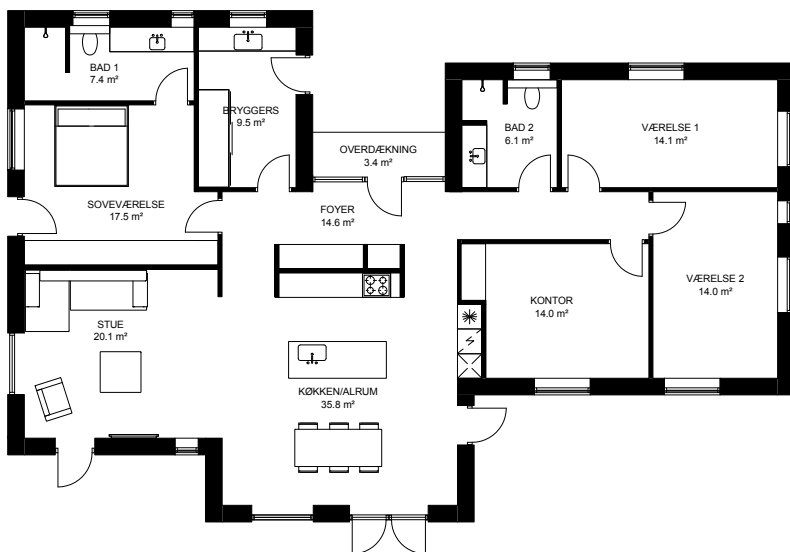 BAD 1
7.4 m²
BRYGGERS
9.5 m²
OVERDÆKNING
3.4 m²
BAD 2
6.1 m²
VÆRELSE 1
14.1 m²
SOVEVÆRELSE
17.5 m²
FOYER
14.6 m²
VÆRELSE 2
14.0 m²
KONTOR
14.0 m²
STUE
20.1 m²
KØKKEN/ALRUM
35.8 m²